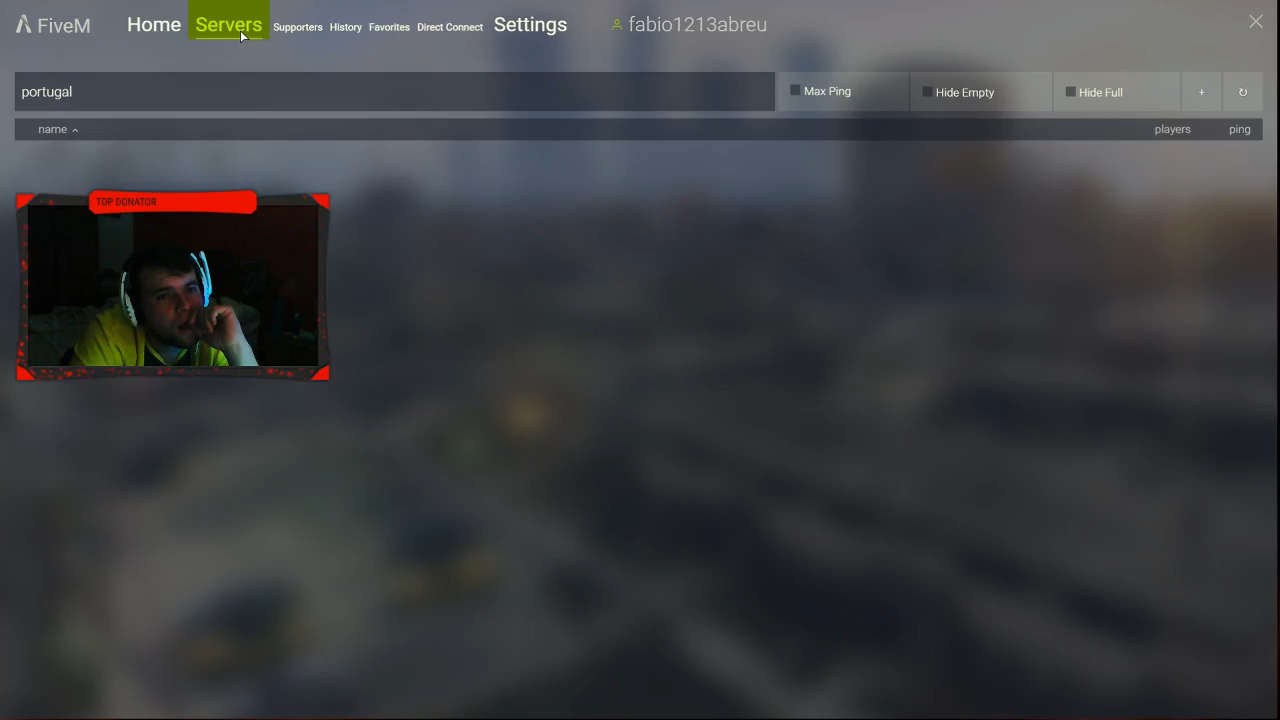 FiveM Home Servers Supporters History Favorites Direct Connect Settings fabio1213abreu
portugal Max Ping Hide Empty Hide Full +
name players ping
TOP DONATOR